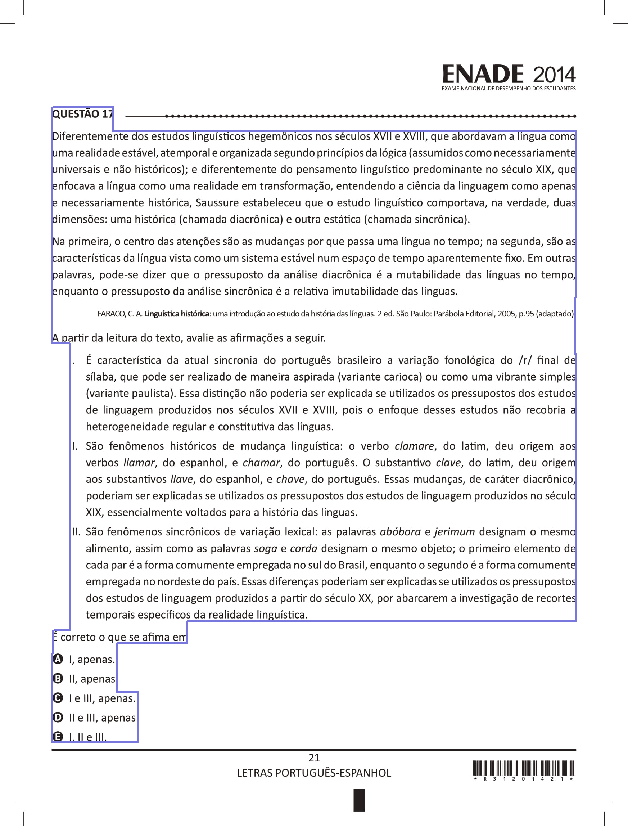 ENADE 2014
EXAME NACIONAL DE DESEMPENHO DOS ESTUDANTES
QUESTÃO 17
Diferentemente dos estudos linguísticos hegemônicos nos séculos XVII e XVIII, que abordavam a língua como
uma realidade estável, atemporal e organizada segundo princípios da lógica (assumidos como necessariamente
universais e não históricos); e diferentemente do pensamento linguístico predominante no século XIX, que
enfocava a língua como uma realidade em transformação, entendendo a ciência da linguagem como apenas
e necessariamente histórica, Saussure estabeleceu que o estudo linguístico comportava, na verdade, duas
dimensões: uma histórica (chamada diacrônica) e outra estática (chamada sincrônica).
Na primeira, o centro das atenções são as mudanças por que passa uma língua no tempo; na segunda, são as
características da língua vista como um sistema estável num espaço de tempo aparentemente fixo. Em outras
palavras, pode-se dizer que o pressuposto da análise diacrônica é a mutabilidade das línguas no tempo,
enquanto o pressuposto da análise sincrônica é a relativa imutabilidade das línguas.
FARACO, C. A. Linguística histórica: uma introdução ao estudo da história das línguas. 2 ed. São Paulo: Parábola Editorial, 2005, p.95 (adaptado)
A partir da leitura do texto, avalie as afirmações a seguir.
. É característica da atual sincronia do português brasileiro a variação fonológica do /r/ final de
sílaba, que pode ser realizado de maneira aspirada (variante carioca) ou como uma vibrante simples
(variante paulista). Essa distinção não poderia ser explicada se utilizados os pressupostos dos estudos
de linguagem produzidos nos séculos XVII e XVIII, pois o enfoque desses estudos não recobria a
heterogeneidade regular e constitutiva das línguas.
I. São fenômenos históricos de mudança linguística: o verbo clamare, do latim, deu origem aos
verbos llamar, do espanhol, e chamar, do português. O substantivo clave, do latim, deu origem
aos substantivos llave, do espanhol, e chave, do português. Essas mudanças, de caráter diacrônico,
poderiam ser explicadas se utilizados os pressupostos dos estudos de linguagem produzidos no século
XIX, essencialmente voltados para a história das línguas.
II. São fenômenos sincrônicos de variação lexical: as palavras abóbora e jerimum designam o mesmo
alimento, assim como as palavras soga e corda designam o mesmo objeto; o primeiro elemento de
cada par é a forma comumente empregada no sul do Brasil, enquanto o segundo é a forma comumente
empregada no nordeste do país. Essas diferenças poderiam ser explicadas se utilizados os pressupostos
dos estudos de linguagem produzidos a partir do século XX, por abarcarem a investigação de recortes
temporais específicos da realidade linguística.
É correto o que se afima em
A I, apenas.
B II, apenas
C I e III, apenas.
D II e III, apenas
E I, II e III.
21
LETRAS PORTUGUÊS-ESPANHOL
*R3120142​1*